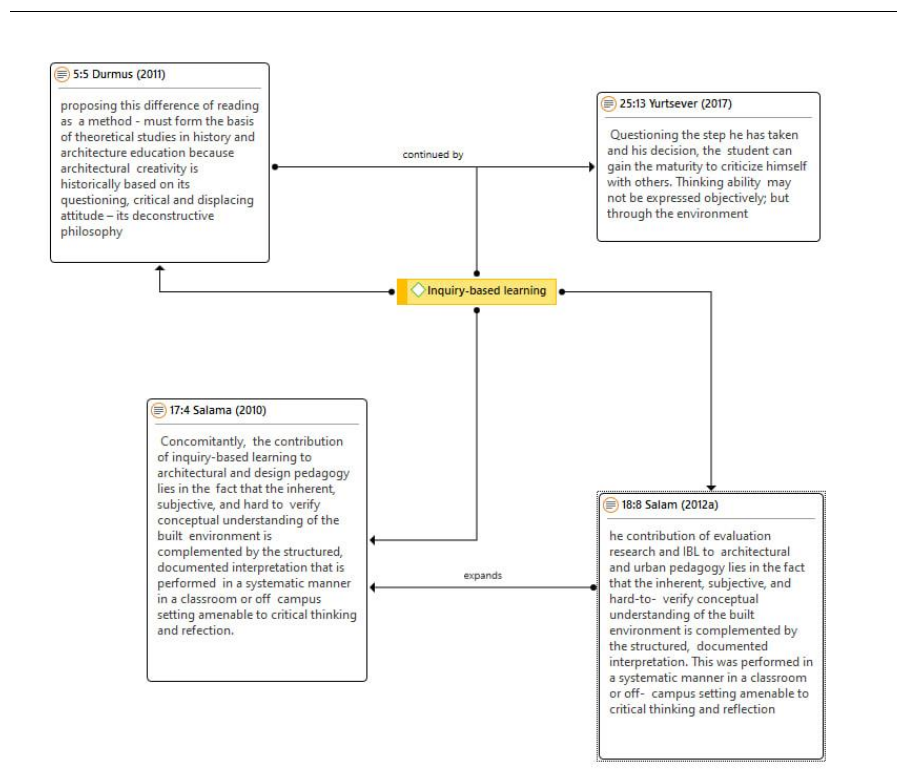 5:5 Durmus (2011)
proposing this difference of reading
as a method - must form the basis
of theoretical studies in history and
architecture education because
architectural creativity is
historically based on its
questioning, critical and displacing
attitude – its deconstructive
philosophy
continued by
25:13 Yurtsever (2017)
Questioning the step he has taken
and his decision, the student can
gain the maturity to criticize himself
with others. Thinking ability may
not be expressed objectively; but
through the environment
Inquiry-based learning
17:4 Salama (2010)
Concomitantly, the contribution
of inquiry-based learning to
architectural and design pedagogy
lies in the fact that the inherent,
subjective, and hard to verify
conceptual understanding of the
built environment is
complemented by the structured,
documented interpretation that is
performed in a systematic manner
in a classroom or off campus
setting amenable to critical thinking
and refection.
expands
18:8 Salam (2012a)
he contribution of evaluation
research and IBL to architectural
and urban pedagogy lies in the fact
that the inherent, subjective, and
hard-to- verify conceptual
understanding of the built
environment is complemented by
the structured, documented
interpretation. This was performed in
a systematic manner in a classroom
or off- campus setting amenable to
critical thinking and reflection